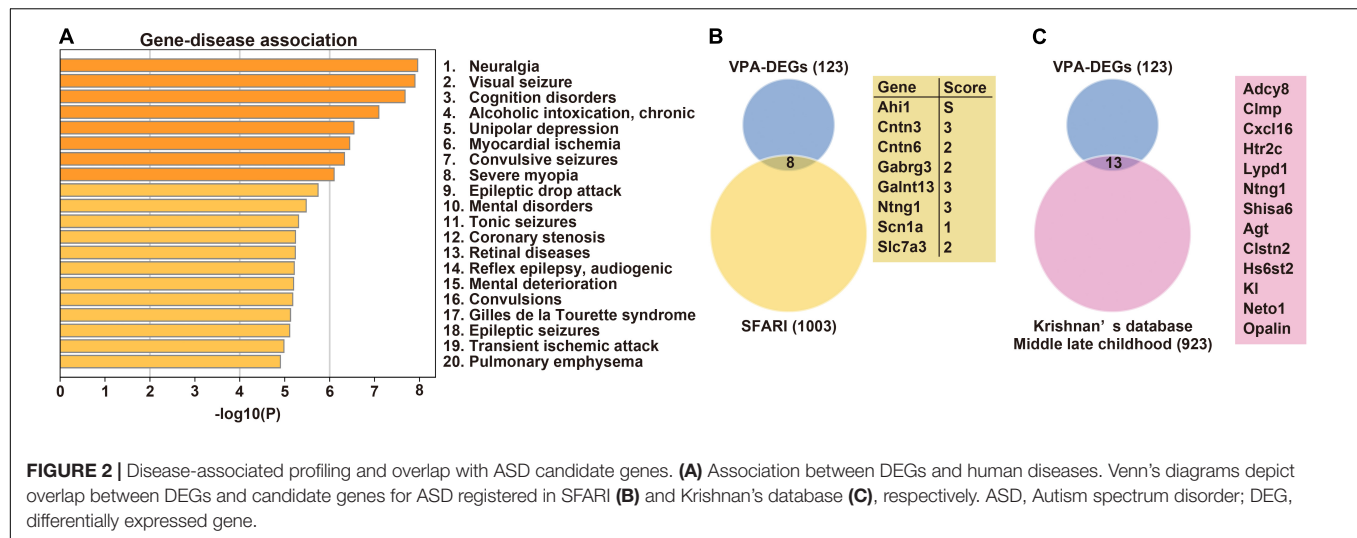 A
Gene-disease association
1. Neuralgia
2. Visual seizure
3. Cognition disorders
4. Alcoholic intoxication, chronic
5. Unipolar depression
6. Myocardial ischemia
7. Convulsive seizures
8. Severe myopia
9. Epileptic drop attack
10. Mental disorders
11. Tonic seizures
12. Coronary stenosis
13. Retinal diseases
14. Reflex epilepsy, audiogenic
15. Mental deterioration
16. Convulsions
17. Gilles de la Tourette syndrome
18. Epileptic seizures
19. Transient ischemic attack
20. Pulmonary emphysema
0 1 2 3 4 5 6 7 8
-log10(P)
B
VPA-DEGs (123)
8
SFARI (1003)
Gene Score
Ahi1 S
Cntn3 3
Cntn6 2
Gabrg3 2
Galnt13 3
Ntng1 3
Scn1a 1
Slc7a3 2
C
VPA-DEGs (123)
13
Krishnan’ s database
Middle late childhood (923)
Adcy8
Clmp
Cxcl16
Htr2c
Lypd1
Ntng1
Shisa6
Agt
Clstn2
Hs6st2
Kl
Neto1
Opalin
FIGURE 2 | Disease-associated profiling and overlap with ASD candidate genes. (A) Association between DEGs and human diseases. Venn’s diagrams depict
overlap between DEGs and candidate genes for ASD registered in SFARI (B) and Krishnan’s database (C), respectively. ASD, Autism spectrum disorder; DEG,
differentially expressed gene.